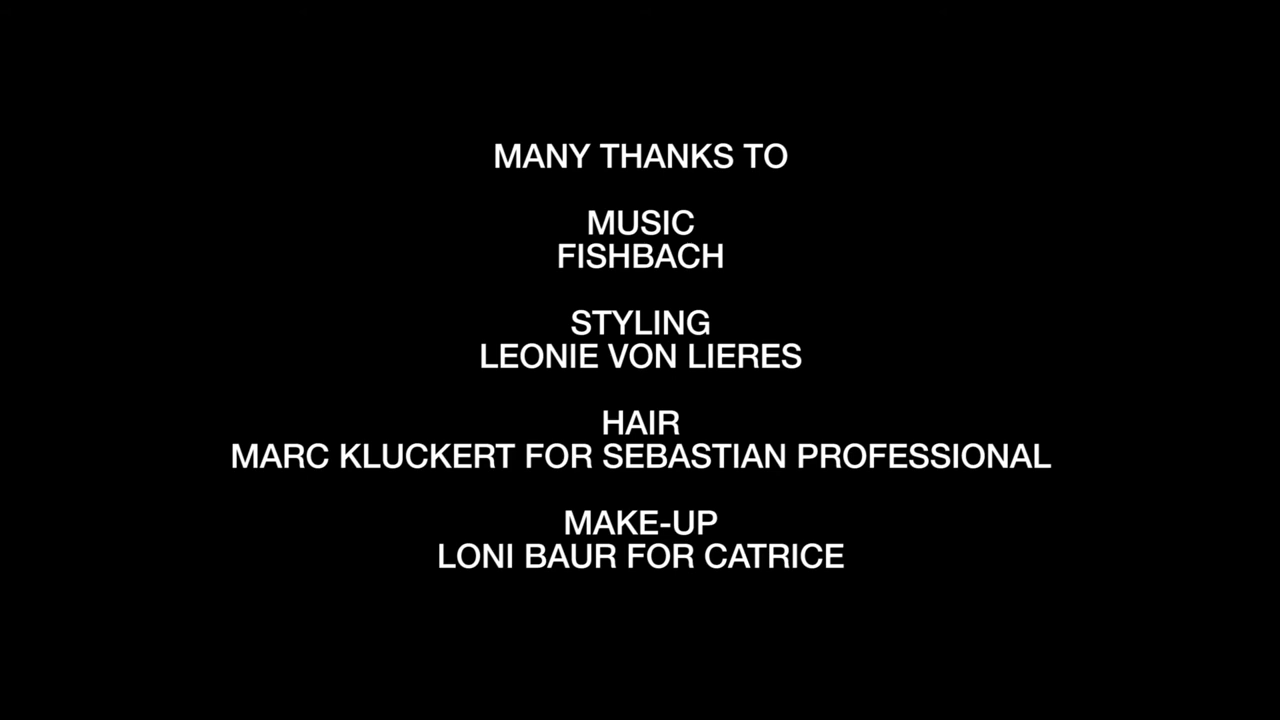 MANY THANKS TO
MUSIC
FISHBACH
STYLING
LEONIE VON LIERES
HAIR
MARC KLUCKERT FOR SEBASTIAN PROFESSIONAL
MAKE-UP
LONI BAUR FOR CATRICE